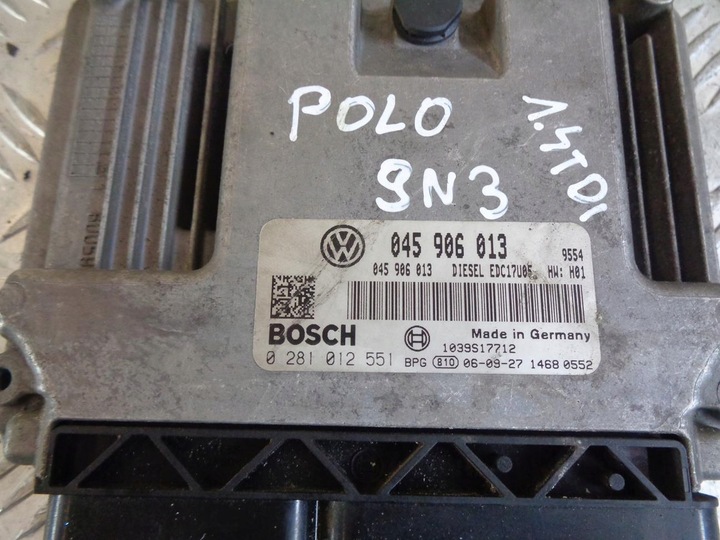 POLO
9N3
1.4TDI
045 906 013
9554
045 906 013 DIESEL EDC17U05 HW: H01
BOSCH
Made in Germany
1039S17712
0 281 012 551 BPG 810 06-09-27 1468 0552